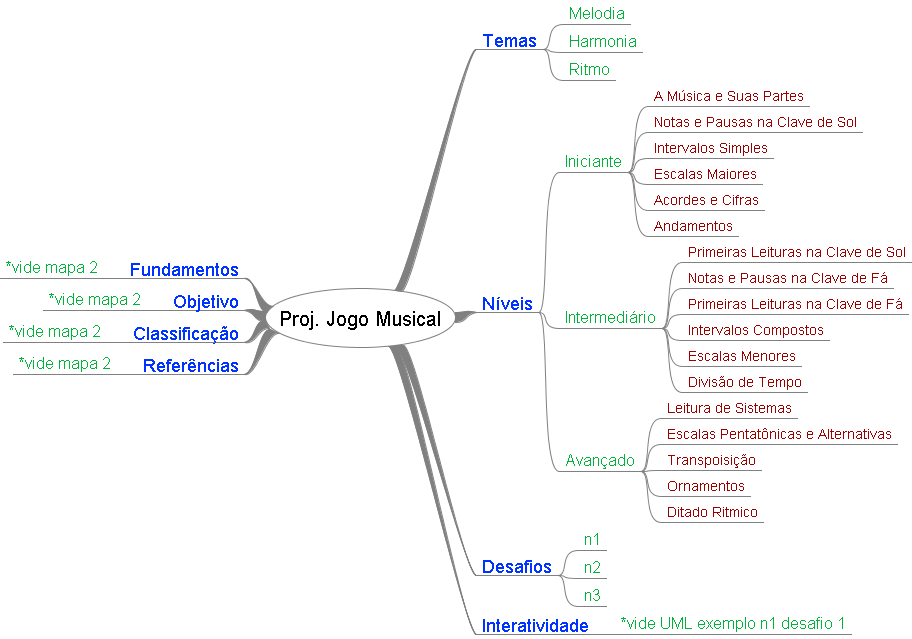 Proj. Jogo Musical
Temas
Melodia
Harmonia
Ritmo
Níveis
Iniciante
A Música e Suas Partes
Notas e Pausas na Clave de Sol
Intervalos Simples
Escalas Maiores
Acordes e Cifras
Andamentos
Intermediário
Primeiras Leituras na Clave de Sol
Notas e Pausas na Clave de Fá
Primeiras Leituras na Clave de Fá
Intervalos Compostos
Escalas Menores
Divisão de Tempo
Avançado
Leitura de Sistemas
Escalas Pentatônicas e Alternativas
Transpoisição
Ornamentos
Ditado Ritmico
Desafios
n1
n2
n3
Interatividade
*vide UML exemplo n1 desafio 1
Fundamentos
*vide mapa 2
Objetivo
*vide mapa 2
Classificação
*vide mapa 2
Referências
*vide mapa 2